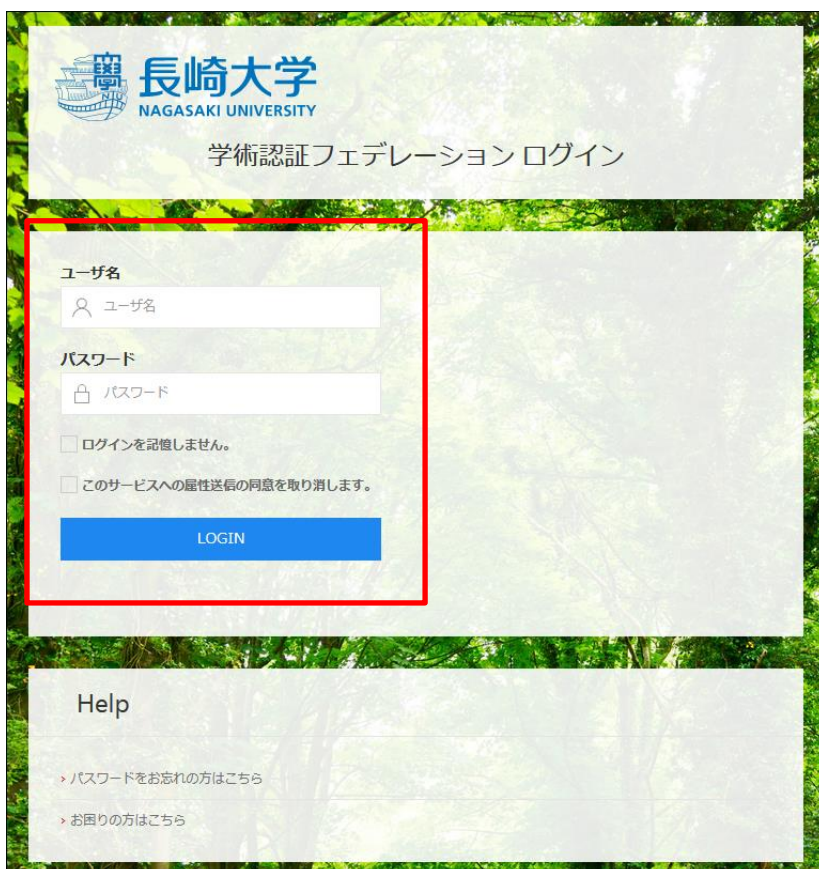 長崎大学
NAGASAKI UNIVERSITY
学術認証フェデレーション ログイン
ユーザ名
ユーザ名
パスワード
パスワード
ログインを記憶しません。
このサービスへの属性送信の同意を取り消します。
LOGIN
Help
› パスワードをお忘れの方はこちら
› お困りの方はこちら